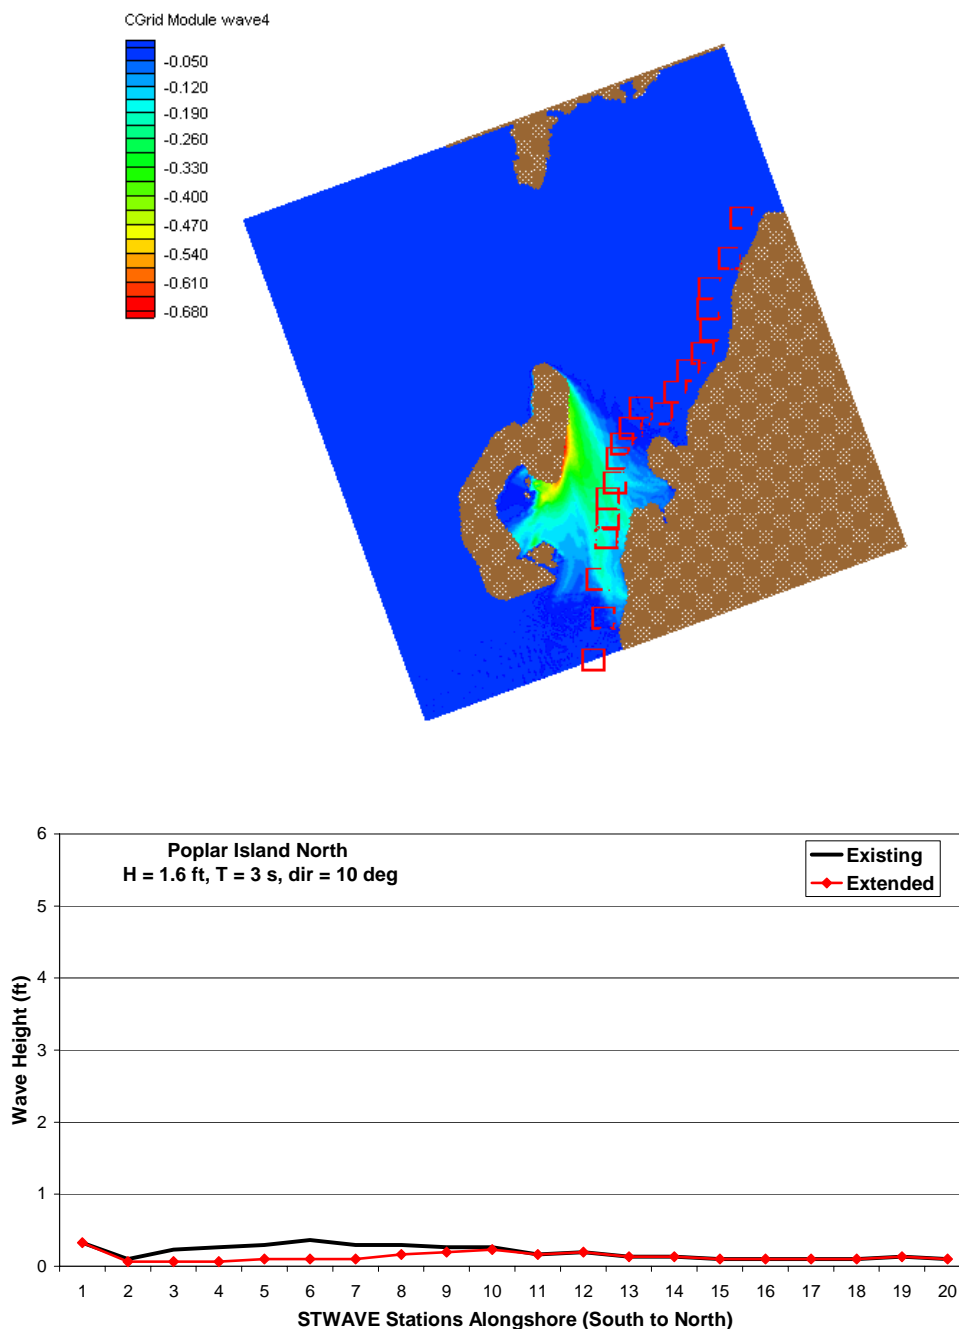 CGrid Module wave4
-0.050
-0.120
-0.190
-0.260
-0.330
-0.400
-0.470
-0.540
-0.610
-0.680
Poplar Island North
H = 1.6 ft, T = 3 s, dir = 10 deg
Existing
Extended
Wave Height (ft)
6
5
4
3
2
1
0
1 2 3 4 5 6 7 8 9 10 11 12 13 14 15 16 17 18 19 20
STWAVE Stations Alongshore (South to North)